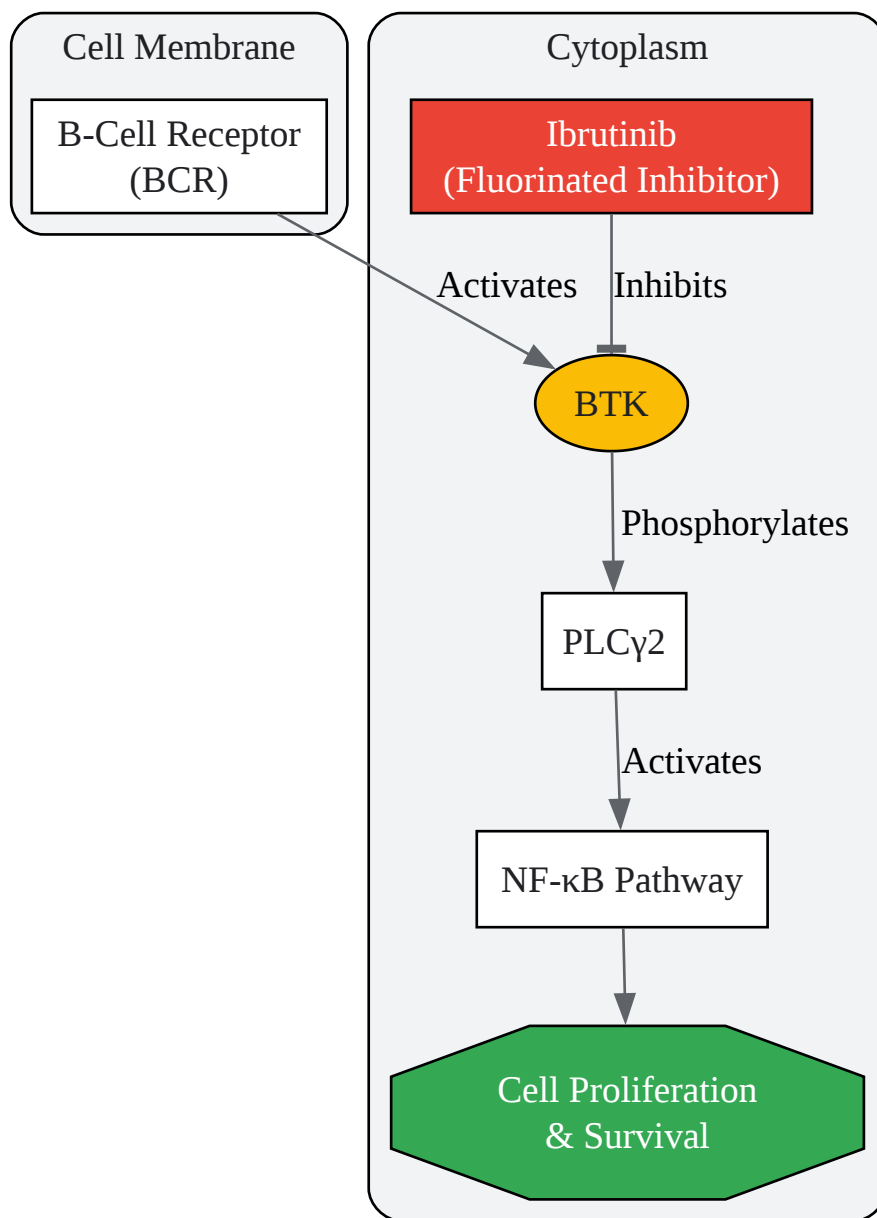 Cell Membrane
B-Cell Receptor
(BCR)
Cytoplasm
Ibrutinib
(Fluorinated Inhibitor)
Activates
Inhibits
BTK
Phosphorylates
PLCγ2
Activates
NF-κB Pathway
Cell Proliferation
& Survival